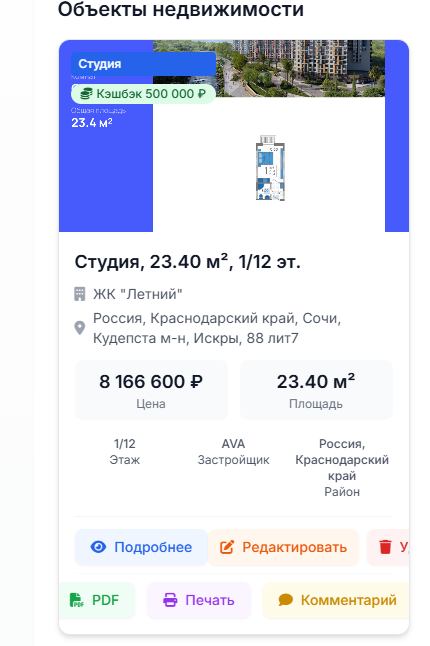 Объекты недвижимости
Студия
Кэшбэк 500 000 ₽
Общая площадь
23.4 м²
Студия, 23.40 м², 1/12 эт.
ЖК "Летний"
Россия, Краснодарский край, Сочи,
Кудепста м-н, Искры, 88 лит7
8 166 600 ₽ 23.40 м²
Цена Площадь
1/12 AVA Россия,
Этаж Застройщик Краснодарский
край
Район
Подробнее Редактировать
PDF Печать Комментарий